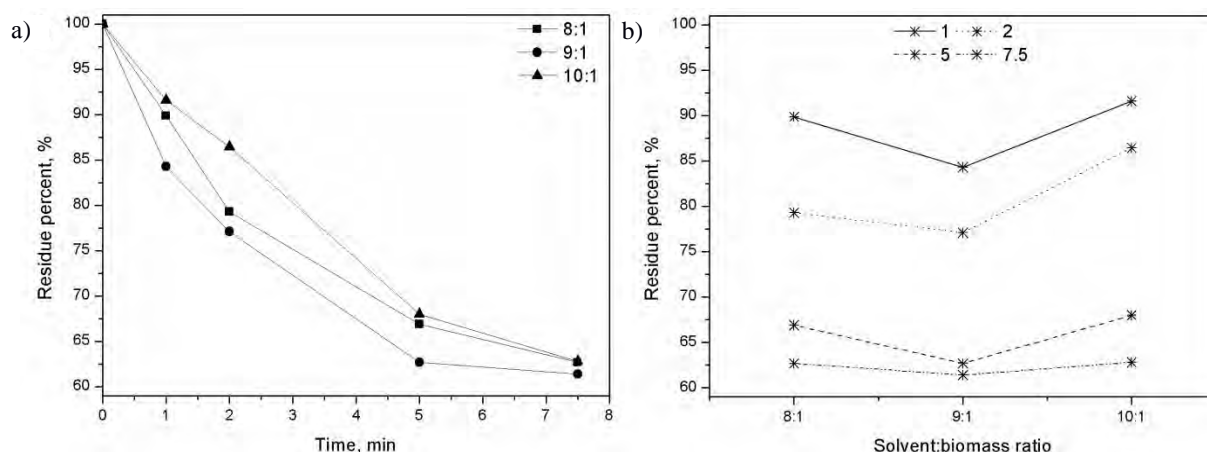 a)
100
95
90
85
80
75
70
65
60
Residue percent, %
0 1 2 3 4 5 6 7 8
Time, min
8:1
9:1
10:1
b)
100
95
90
85
80
75
70
65
60
Residue percent, %
8:1 9:1 10:1
Solvent:biomass ratio
1 2
5 7.5